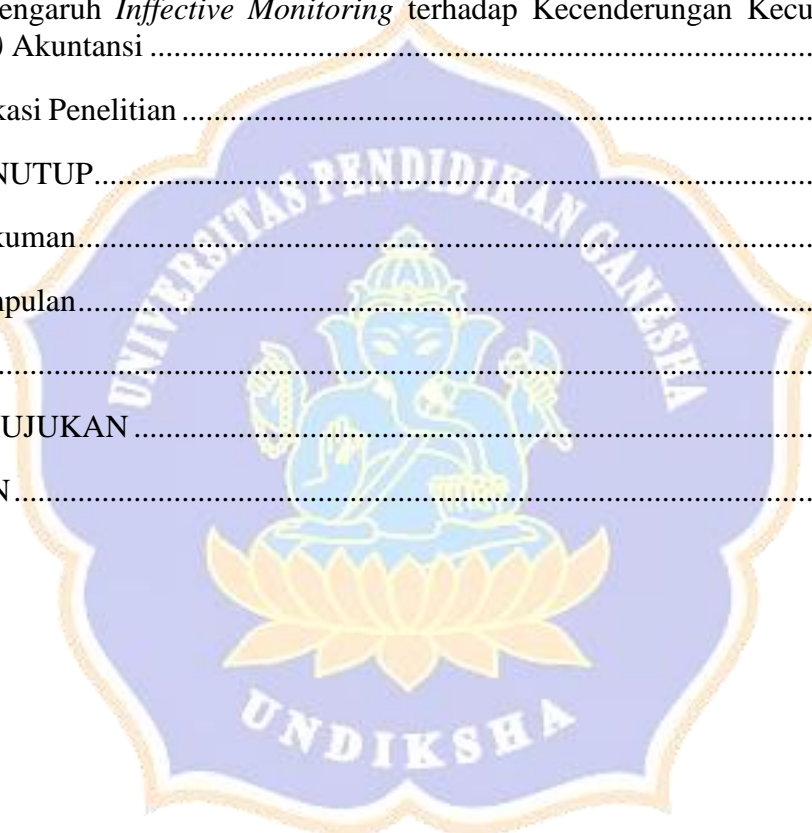 engaruh Inffective Monitoring terhadap Kecenderungan Kecu
) Akuntansi ....................................................................................................
kasi Penelitian ....................................................................................................
NUTUP....................................................................................................
kuman....................................................................................................
npulan....................................................................................................
....................................................................................................
UJUKAN ....................................................................................................
N ....................................................................................................
UNIVERSITAS PENDIDIKAN GANESHA
UNDIKSHA